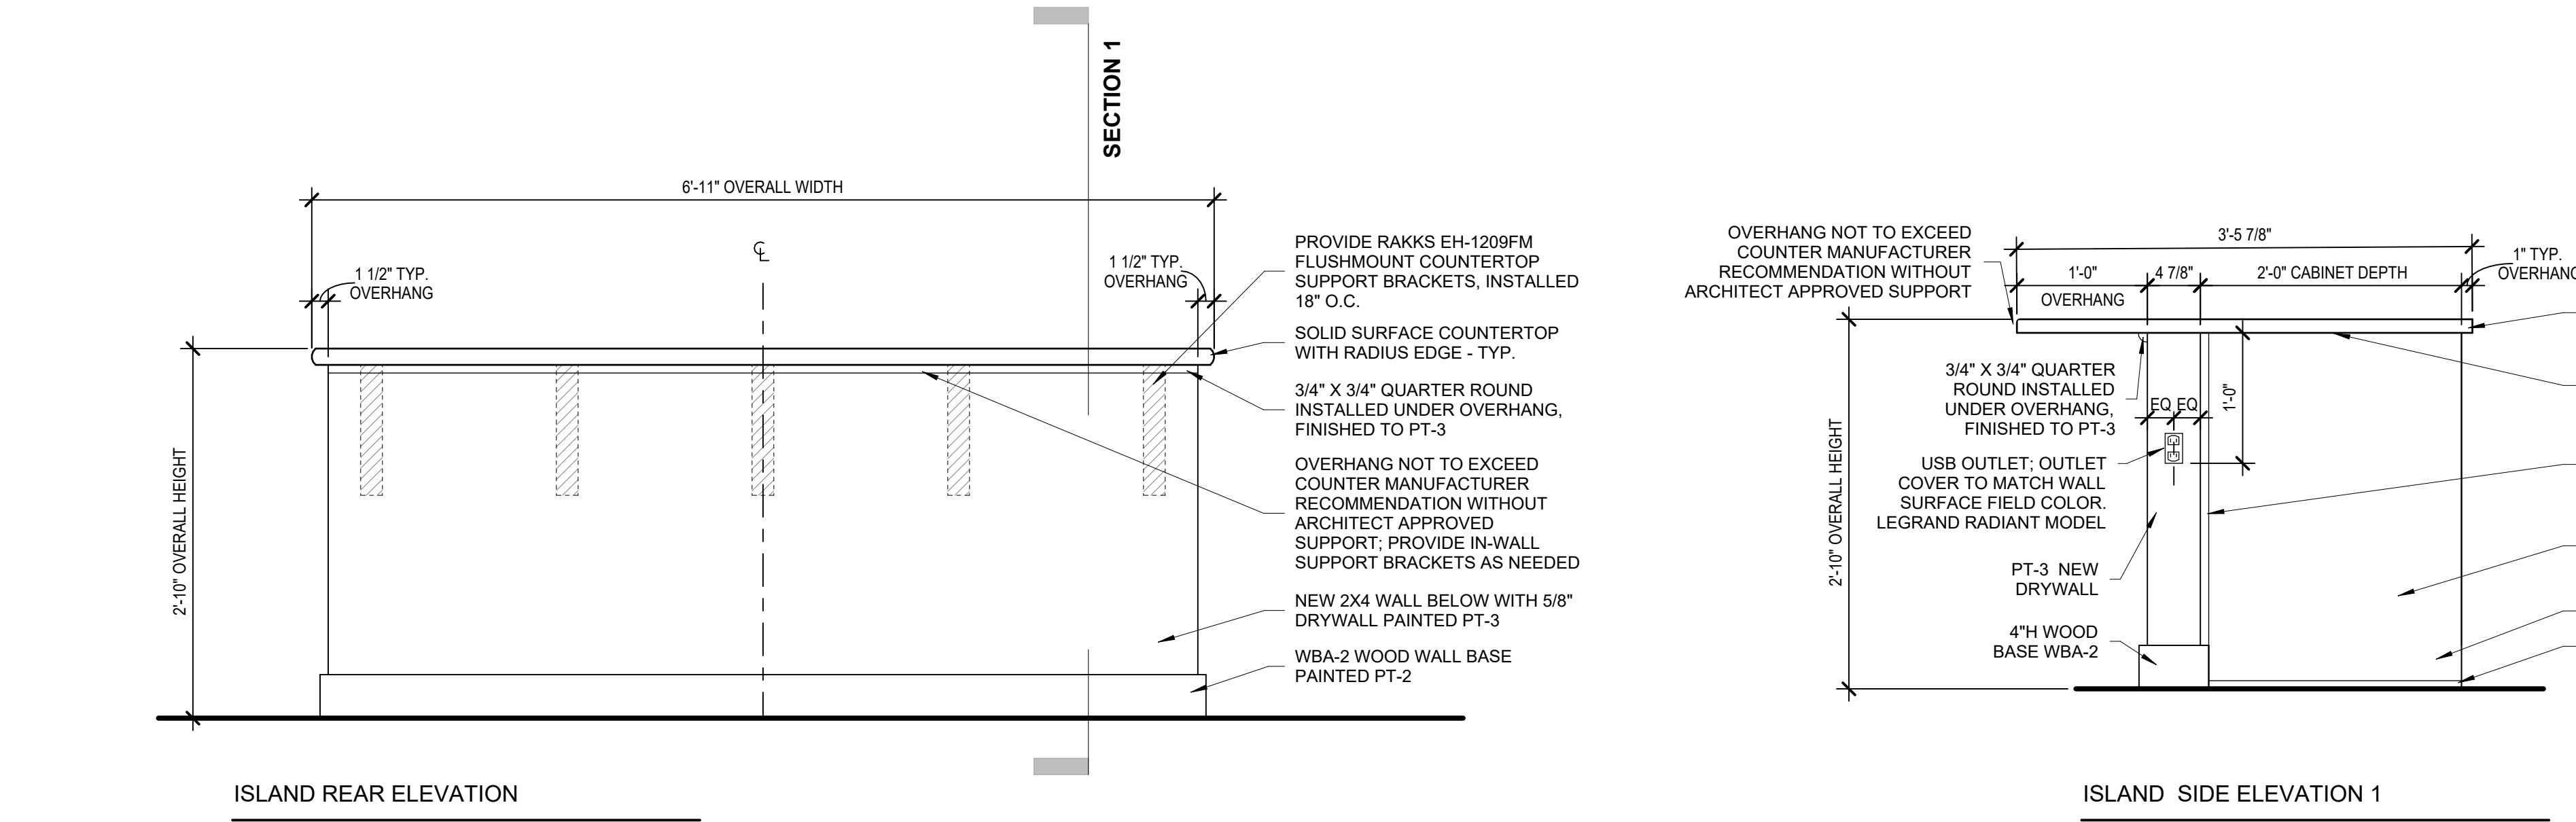 SECTION 1
6'-11" OVERALL WIDTH
℄
1 1/2" TYP.
OVERHANG
1 1/2" TYP.
OVERHANG
2'-10" OVERALL HEIGHT
PROVIDE RAKKS EH-1209FM
FLUSHMOUNT COUNTERTOP
SUPPORT BRACKETS, INSTALLED
18" O.C.
SOLID SURFACE COUNTERTOP
WITH RADIUS EDGE - TYP.
3/4" X 3/4" QUARTER ROUND
INSTALLED UNDER OVERHANG,
FINISHED TO PT-3
OVERHANG NOT TO EXCEED
COUNTER MANUFACTURER
RECOMMENDATION WITHOUT
ARCHITECT APPROVED
SUPPORT; PROVIDE IN-WALL
SUPPORT BRACKETS AS NEEDED
NEW 2X4 WALL BELOW WITH 5/8"
DRYWALL PAINTED PT-3
WBA-2 WOOD WALL BASE
PAINTED PT-2
ISLAND REAR ELEVATION
OVERHANG NOT TO EXCEED
COUNTER MANUFACTURER
RECOMMENDATION WITHOUT
ARCHITECT APPROVED SUPPORT
3'-5 7/8"
1'-0"
OVERHANG
4 7/8"
2'-0" CABINET DEPTH
1" TYP.
OVERHANG
2'-10" OVERALL HEIGHT
3/4" X 3/4" QUARTER
ROUND INSTALLED
UNDER OVERHANG,
FINISHED TO PT-3
EQ EQ
1'-0"
USB OUTLET; OUTLET
COVER TO MATCH WALL
SURFACE FIELD COLOR.
LEGRAND RADIANT MODEL
PT-3 NEW
DRYWALL
4"H WOOD
BASE WBA-2
ISLAND SIDE ELEVATION 1